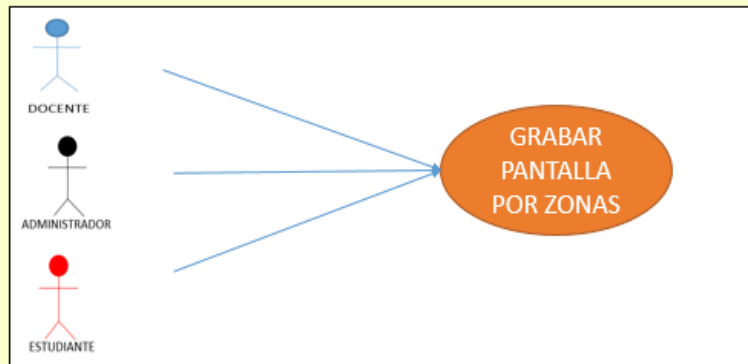 DOCENTE
ADMINISTRADOR
ESTUDIANTE
GRABAR
PANTALLA
POR ZONAS